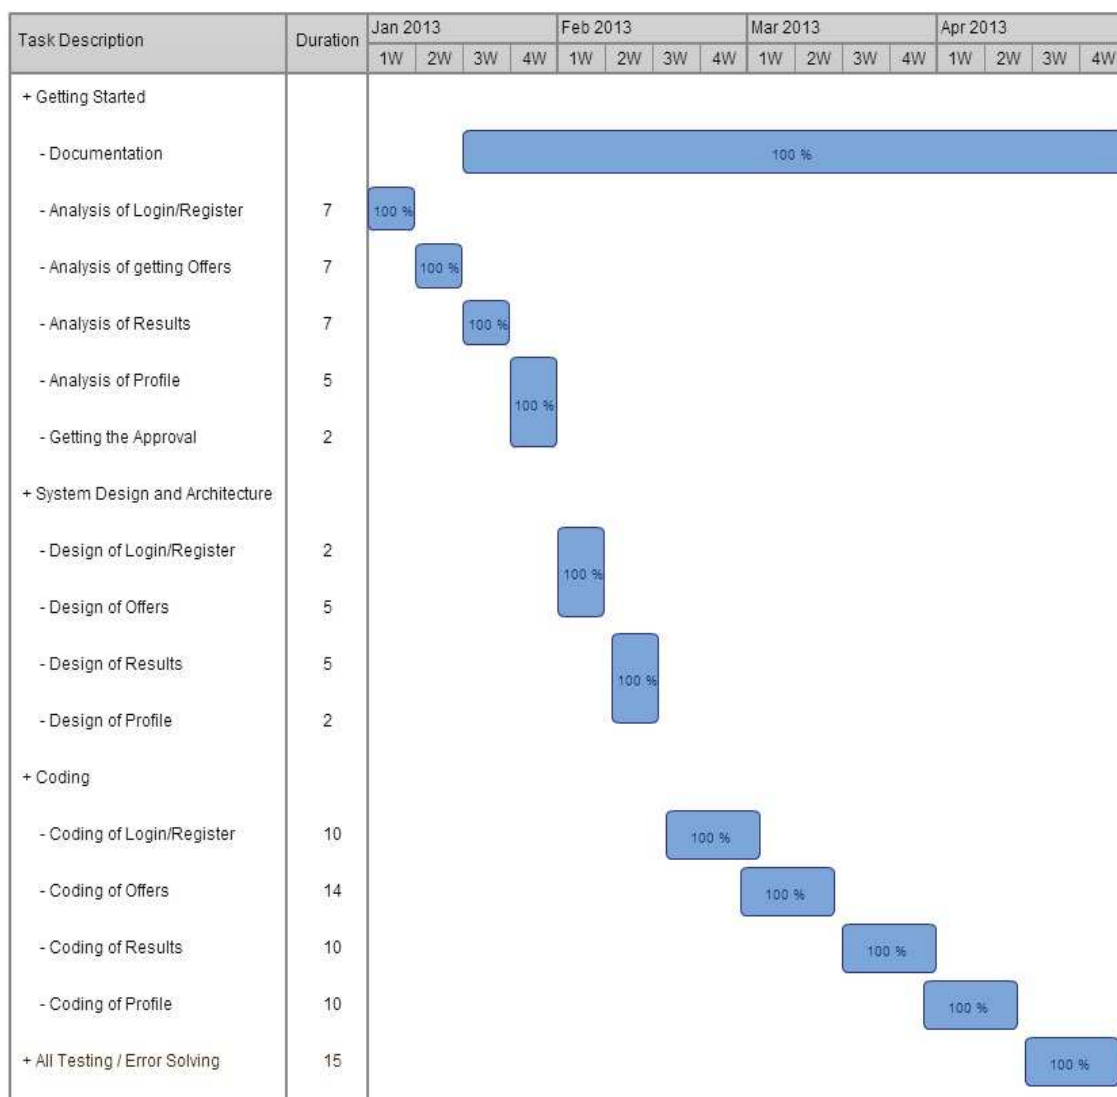 Task Description Duration Jan 2013 Feb 2013 Mar 2013 Apr 2013
1W 2W 3W 4W 1W 2W 3W 4W 1W 2W 3W 4W 1W 2W 3W 4W
+ Getting Started
- Documentation 100 %
- Analysis of Login/Register 7 100 %
- Analysis of getting Offers 7 100 %
- Analysis of Results 7 100 %
- Analysis of Profile 5
100 %
- Getting the Approval 2
+ System Design and Architecture
- Design of Login/Register 2
100 %
- Design of Offers 5
- Design of Results 5
100 %
- Design of Profile 2
+ Coding
- Coding of Login/Register 10 100 %
- Coding of Offers 14 100 %
- Coding of Results 10 100 %
- Coding of Profile 10 100 %
+ All Testing / Error Solving 15 100 %